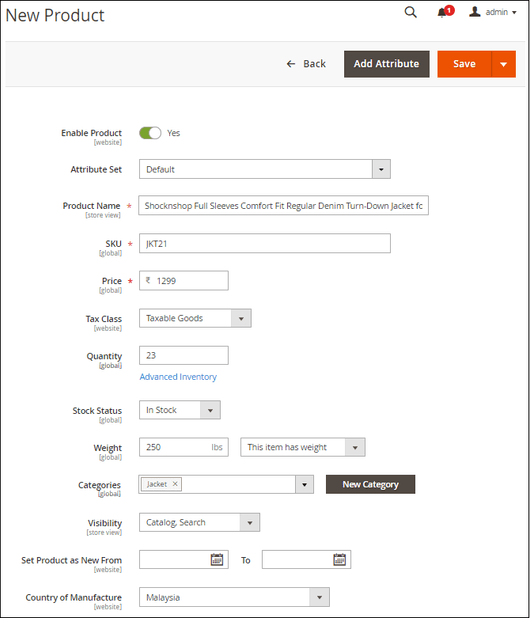 New Product
1
admin
Back
Add Attribute
Save
Enable Product
[website]
Yes
Attribute Set
Default
Product Name *
[store view]
Shocknshop Full Sleeves Comfort Fit Regular Denim Turn-Down Jacket fc
SKU *
[global]
JKT21
Price *
[global]
₹ 1299
Tax Class
[website]
Taxable Goods
Quantity
[global]
23
Advanced Inventory
Stock Status
[global]
In Stock
Weight
[global]
250 lbs
This item has weight
Categories
[global]
Jacket ×
New Category
Visibility
[store view]
Catalog, Search
Set Product as New From
[website]
To
Country of Manufacture
[website]
Malaysia